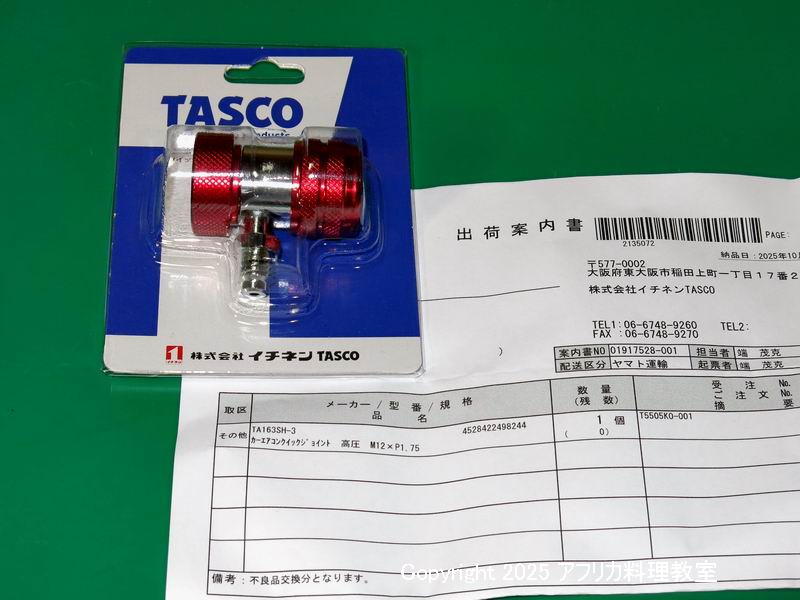 TASCO
株式会社 イチネン TASCO
出荷案内書
2135072
PAGE:
納品日:2025年10月
〒577-0002
大阪府東大阪市稲田上町一丁目17番2
株式会社イチネンTASCO
TEL1:06-6748-9260 TEL2:
FAX :06-6748-9270
)
案内書NO 01917528-001 担当者 端 茂克
配送区分 ヤマト運輸 起票者 端 茂克
取区 メーカー/型番/規格 品名 数量 (残数) 受注No. ご注文No. 摘要
その他 TA163SH-3 4528422498244 1個 T5505K0-001
カーエアコンクイックジョイント 高圧 M12×P1.75 ( 0)
備考:不良品交換分となります。
Copyright 2025 アフリカ料理教室